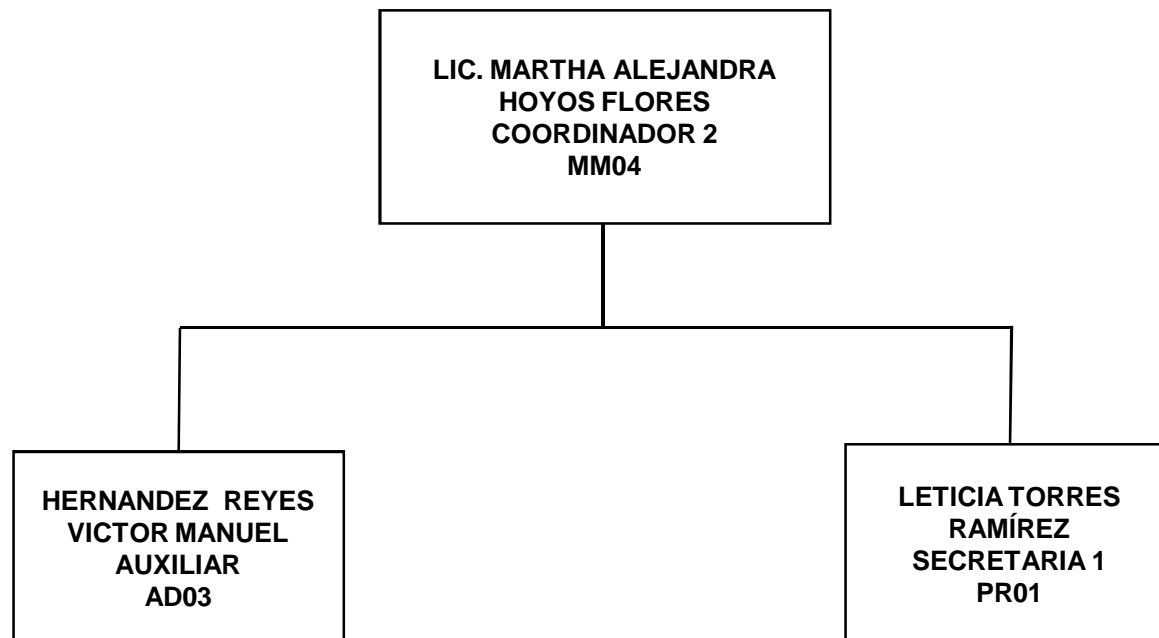 LIC. MARTHA ALEJANDRA
HOYOS FLORES
COORDINADOR 2
MM04
HERNANDEZ REYES
VICTOR MANUEL
AUXILIAR
AD03
LETICIA TORRES
RAMÍREZ
SECRETARIA 1
PR01